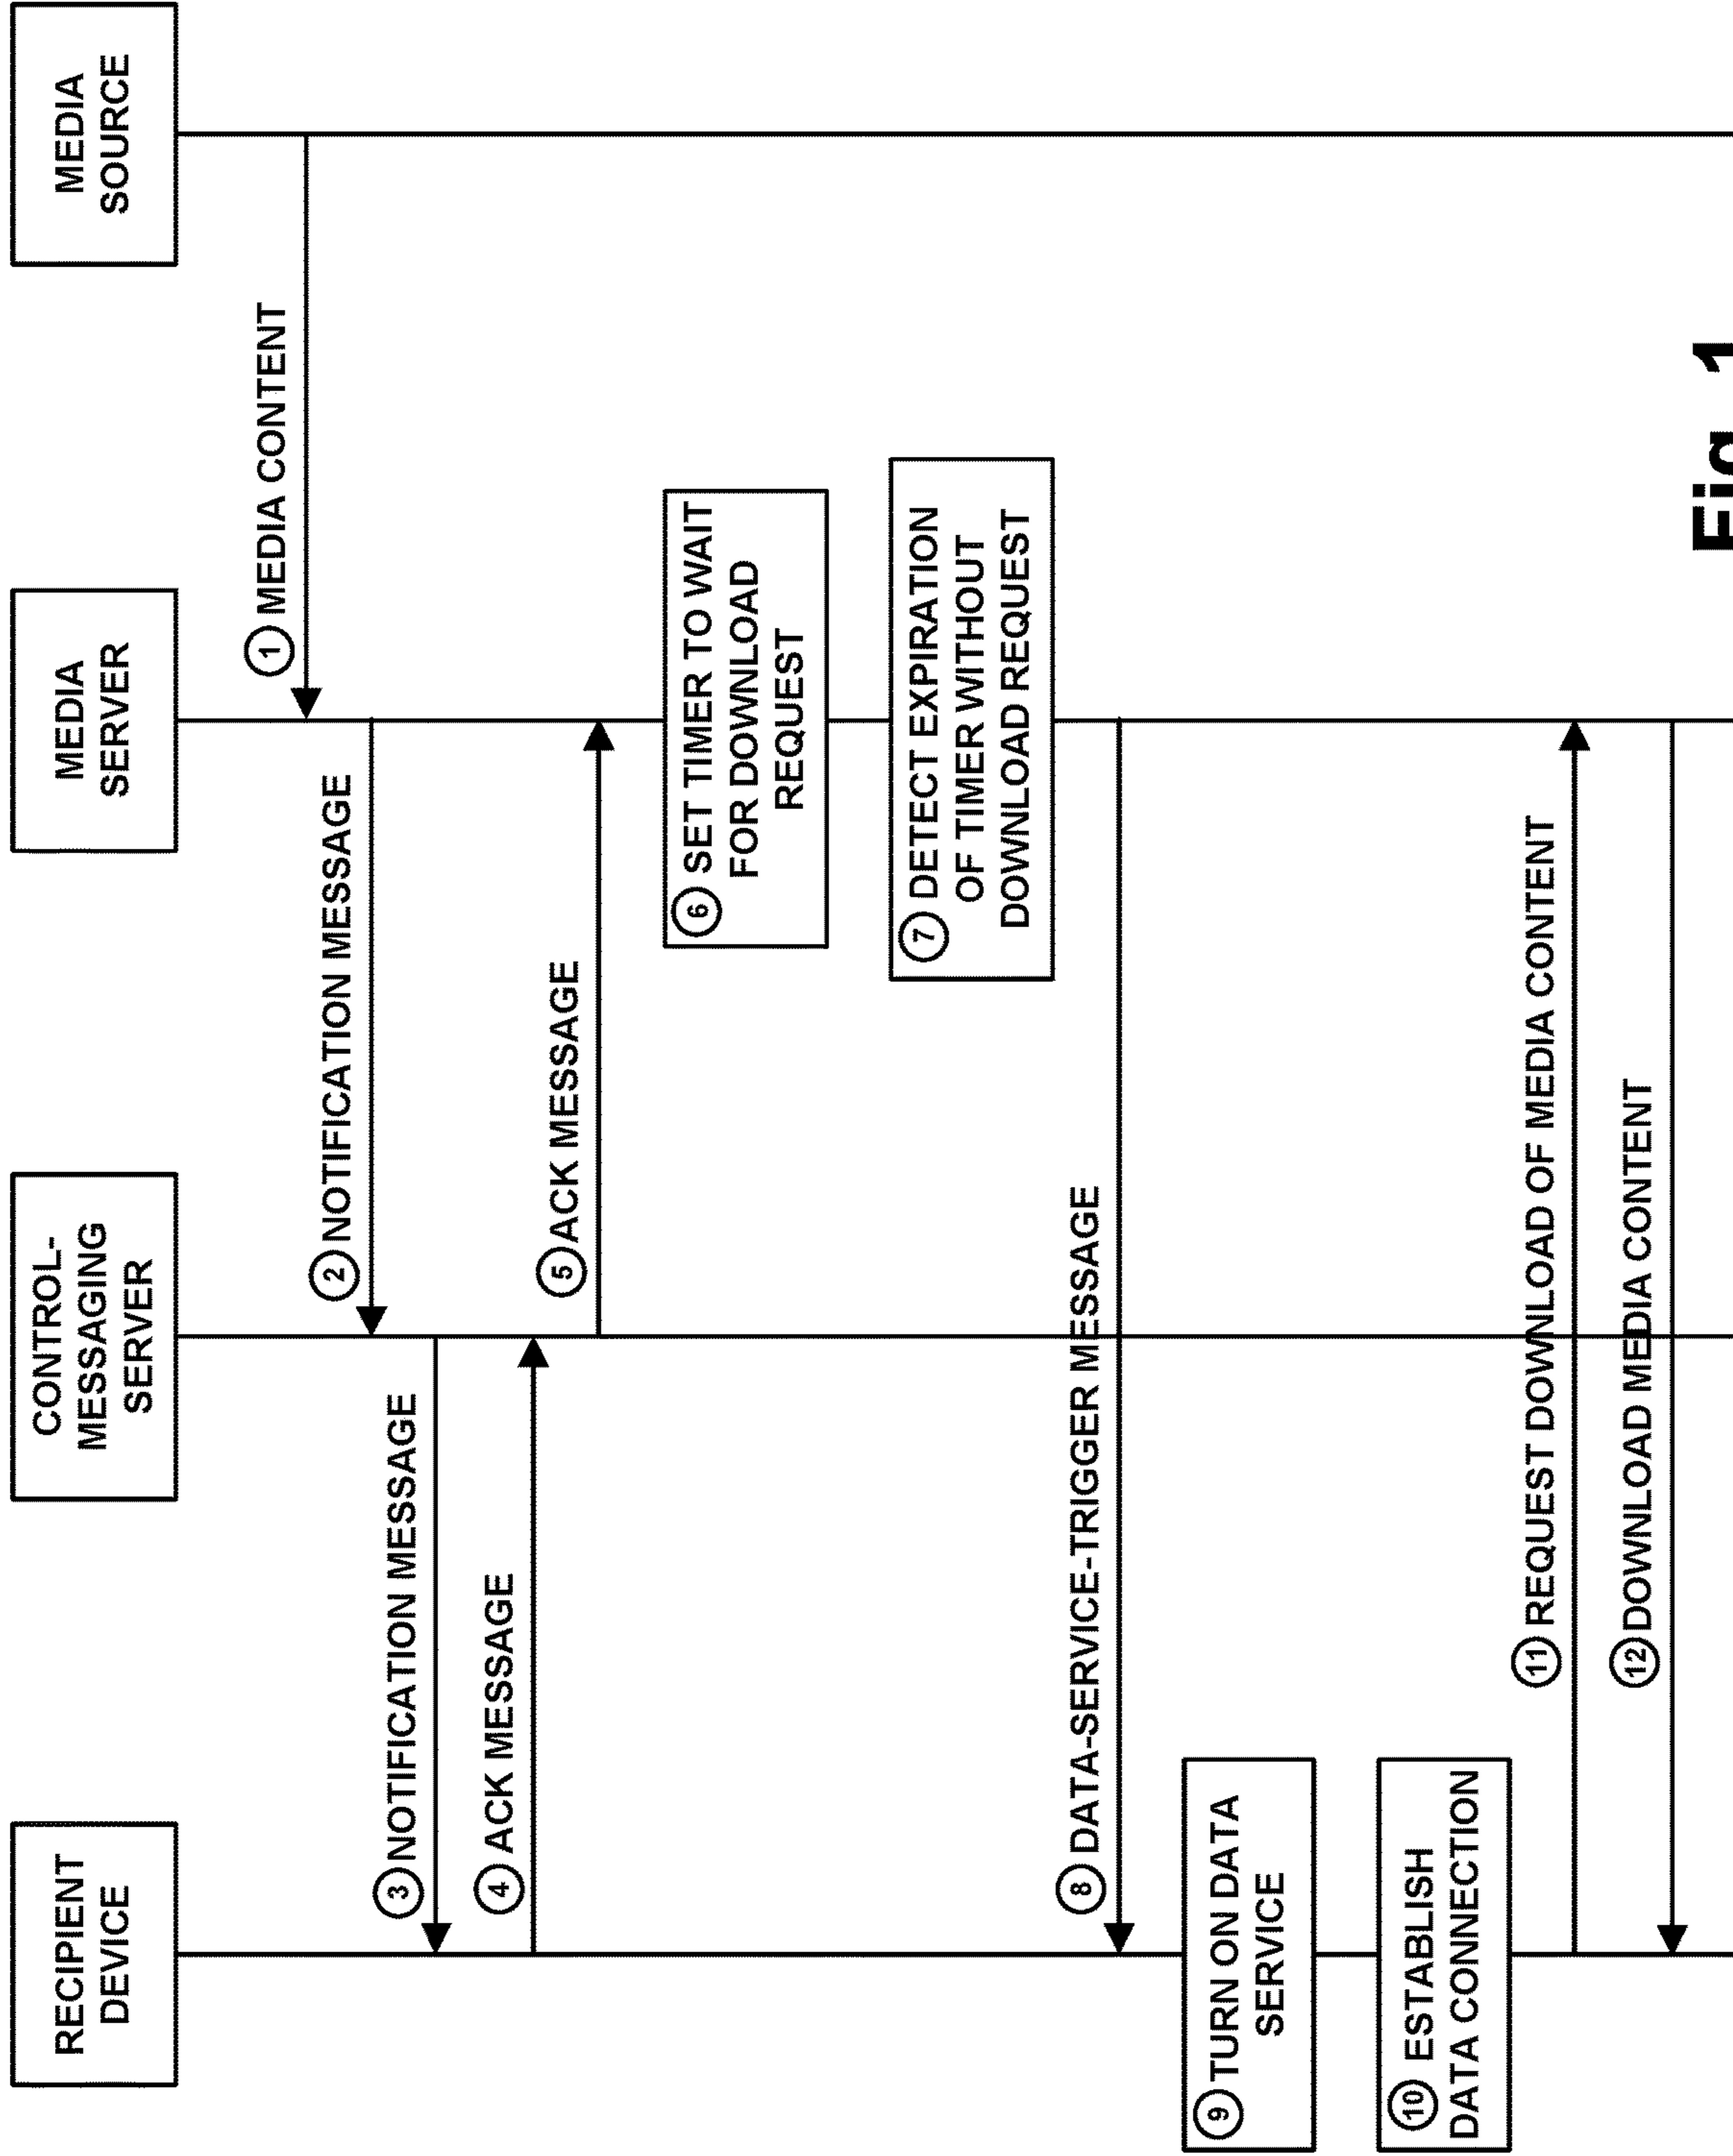 RECIPIENT
DEVICE
CONTROL-
MESSAGING
SERVER
MEDIA
SERVER
MEDIA
SOURCE
1 MEDIA CONTENT
2 NOTIFICATION MESSAGE
3 NOTIFICATION MESSAGE
4 ACK MESSAGE
5 ACK MESSAGE
6 SET TIMER TO WAIT
FOR DOWNLOAD
REQUEST
7 DETECT EXPIRATION
OF TIMER WITHOUT
DOWNLOAD REQUEST
8 DATA-SERVICE-TRIGGER MESSAGE
9 TURN ON DATA
SERVICE
10 ESTABLISH
DATA CONNECTION
11 REQUEST DOWNLOAD OF MEDIA CONTENT
12 DOWNLOAD MEDIA CONTENT
Fig. 1